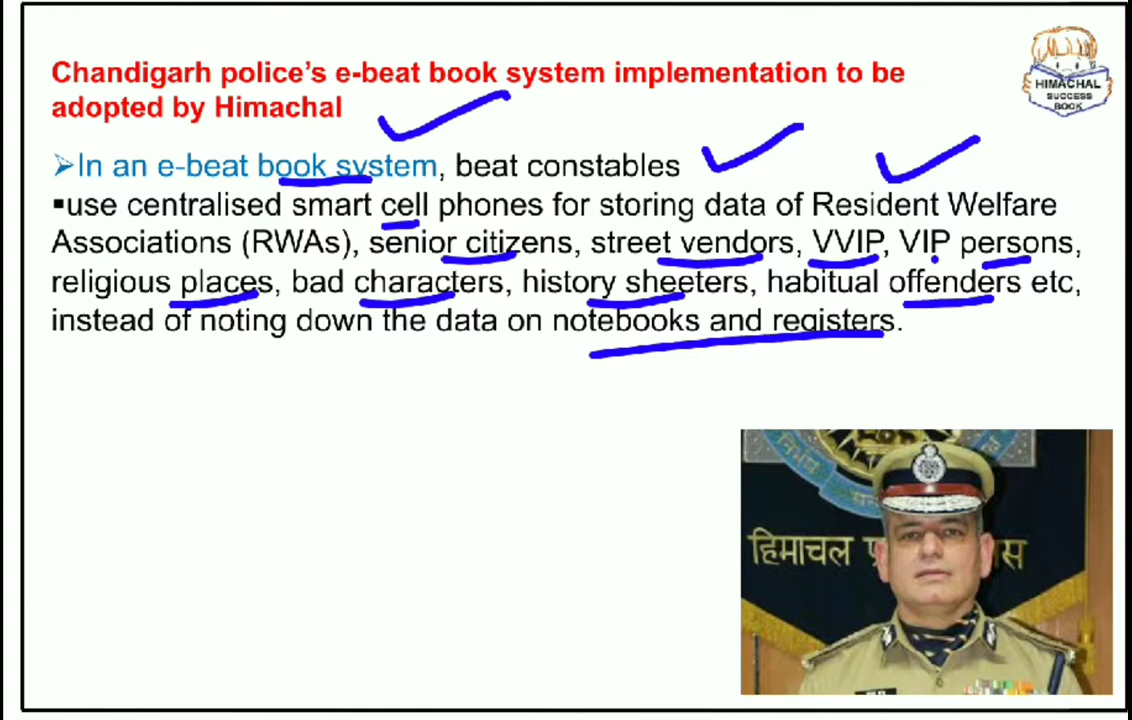 Chandigarh police's e-beat book system implementation to be
adopted by Himachal
HIMACHAL
SUCCESS
BOOK
➢In an e-beat book system, beat constables
▪use centralised smart cell phones for storing data of Resident Welfare
Associations (RWAs), senior citizens, street vendors, VVIP, VIP persons,
religious places, bad characters, history sheeters, habitual offenders etc,
instead of noting down the data on notebooks and registers.
हिमाचल